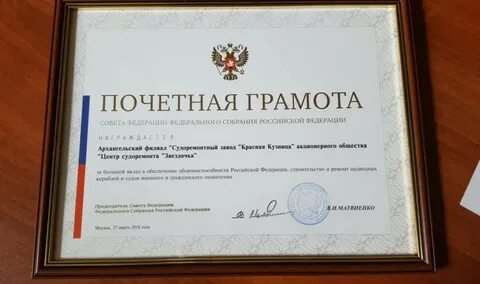 ПОЧЕТНАЯ ГРАМОТА
СОВЕТА ФЕДЕРАЦИИ ФЕДЕРАЛЬНОГО СОБРАНИЯ РОССИЙСКОЙ ФЕДЕРАЦИИ
НАГРАЖДАЕТСЯ
Архангельский филиал "Судоремонтный завод "Красная Кузница" акционерного общества
"Центр судоремонта "Звездочка"
за большой вклад в обеспечение обороноспособности Российской Федерации, строительство и ремонт надводных
кораблей и судов военного и гражданского назначения
Председатель Совета Федерации
Федерального Собрания Российской Федерации
В.И.МАТВИЕНКО
Москва, 27 марта 2018 года